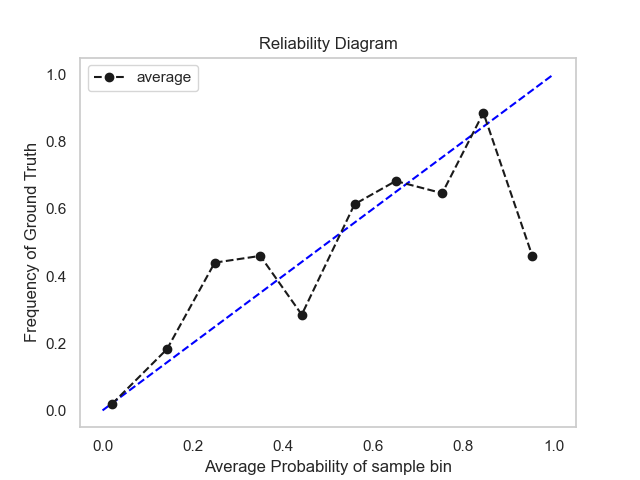 Reliability Diagram
average
Frequency of Ground Truth
1.0
0.8
0.6
0.4
0.2
0.0
0.0 0.2 0.4 0.6 0.8 1.0
Average Probability of sample bin